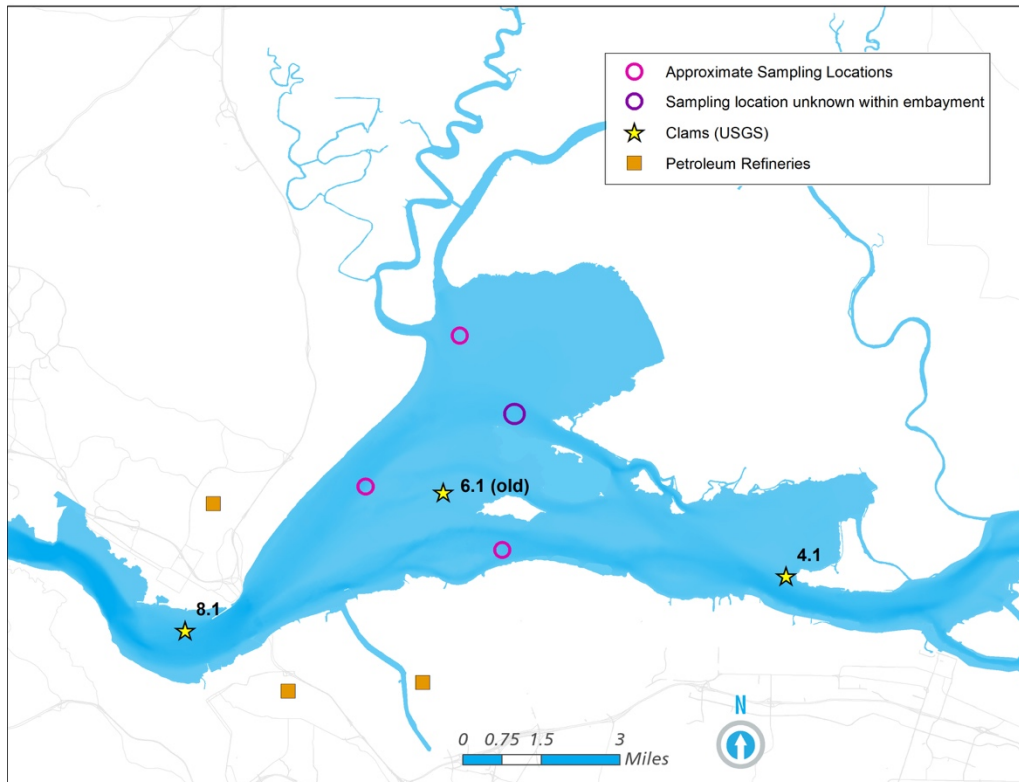 Approximate Sampling Locations
Sampling location unknown within embayment
Clams (USGS)
Petroleum Refineries
6.1 (old)
4.1
8.1
N
0 0.75 1.5 3
Miles